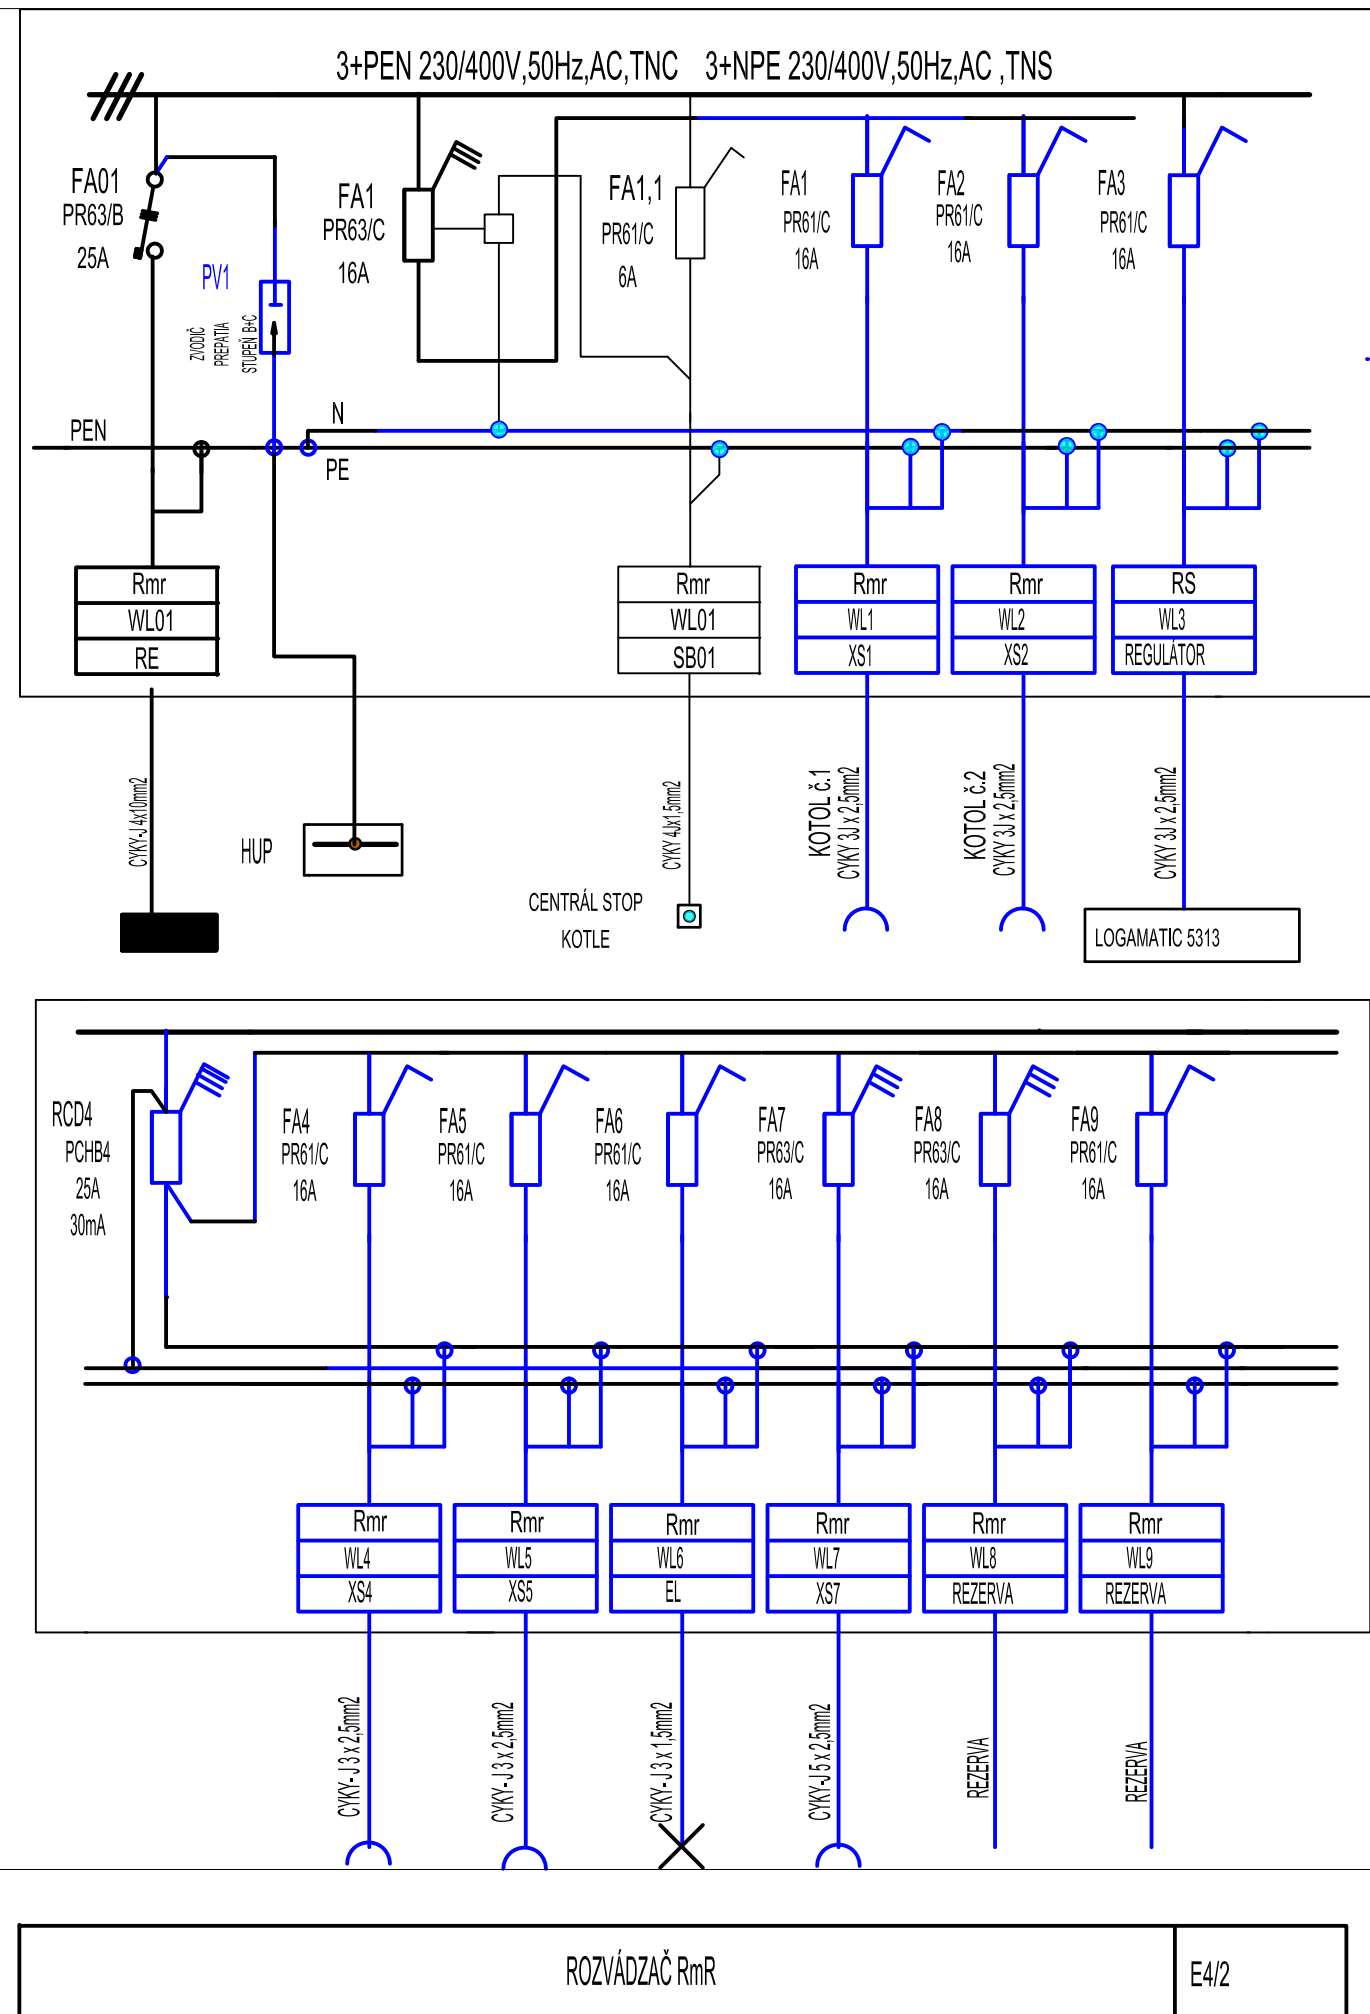 3+PEN 230/400V,50Hz,AC,TNC 3+NPE 230/400V,50Hz,AC ,TNS
FA01
PR63/B
25A
PV1
ZVODIČ
PREPATIA
STUPEŇ B+C
FA1
PR63/C
16A
FA1,1
PR61/C
6A
FA1
PR61/C
16A
FA2
PR61/C
16A
FA3
PR61/C
16A
PEN
N
PE
Rmr
WL01
RE
Rmr
WL01
SB01
Rmr
WL1
XS1
Rmr
WL2
XS2
RS
WL3
REGULÁTOR
CYKY-J 4x10mm2
HUP
CYKY 4Jx1,5mm2
CENTRÁL STOP
KOTLE
KOTOL č.1
CYKY 3J x 2,5mm2
KOTOL č.2
CYKY 3J x 2,5mm2
CYKY 3J x 2,5mm2
LOGAMATIC 5313
RCD4
PCHB4
25A
30mA
FA4
PR61/C
16A
FA5
PR61/C
16A
FA6
PR61/C
16A
FA7
PR63/C
16A
FA8
PR63/C
16A
FA9
PR61/C
16A
Rmr
WL4
XS4
Rmr
WL5
XS5
Rmr
WL6
EL
Rmr
WL7
XS7
Rmr
WL8
REZERVA
Rmr
WL9
REZERVA
CYKY-J 3 x 2,5mm2
CYKY-J 3 x 2,5mm2
CYKY-J 3 x 1,5mm2
CYKY-J 5 x 2,5mm2
REZERVA
REZERVA
ROZVÁDZAČ RmR
E4/2